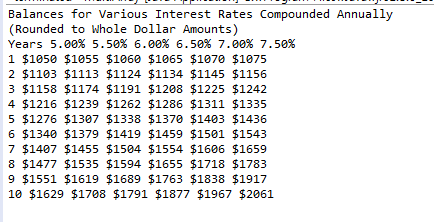 Balances for Various Interest Rates Compounded Annually
(Rounded to Whole Dollar Amounts)
Years 5.00% 5.50% 6.00% 6.50% 7.00% 7.50%
1 $1050 $1055 $1060 $1065 $1070 $1075
2 $1103 $1113 $1124 $1134 $1145 $1156
3 $1158 $1174 $1191 $1208 $1225 $1242
4 $1216 $1239 $1262 $1286 $1311 $1335
5 $1276 $1307 $1338 $1370 $1403 $1436
6 $1340 $1379 $1419 $1459 $1501 $1543
7 $1407 $1455 $1504 $1554 $1606 $1659
8 $1477 $1535 $1594 $1655 $1718 $1783
9 $1551 $1619 $1689 $1763 $1838 $1917
10 $1629 $1708 $1791 $1877 $1967 $2061